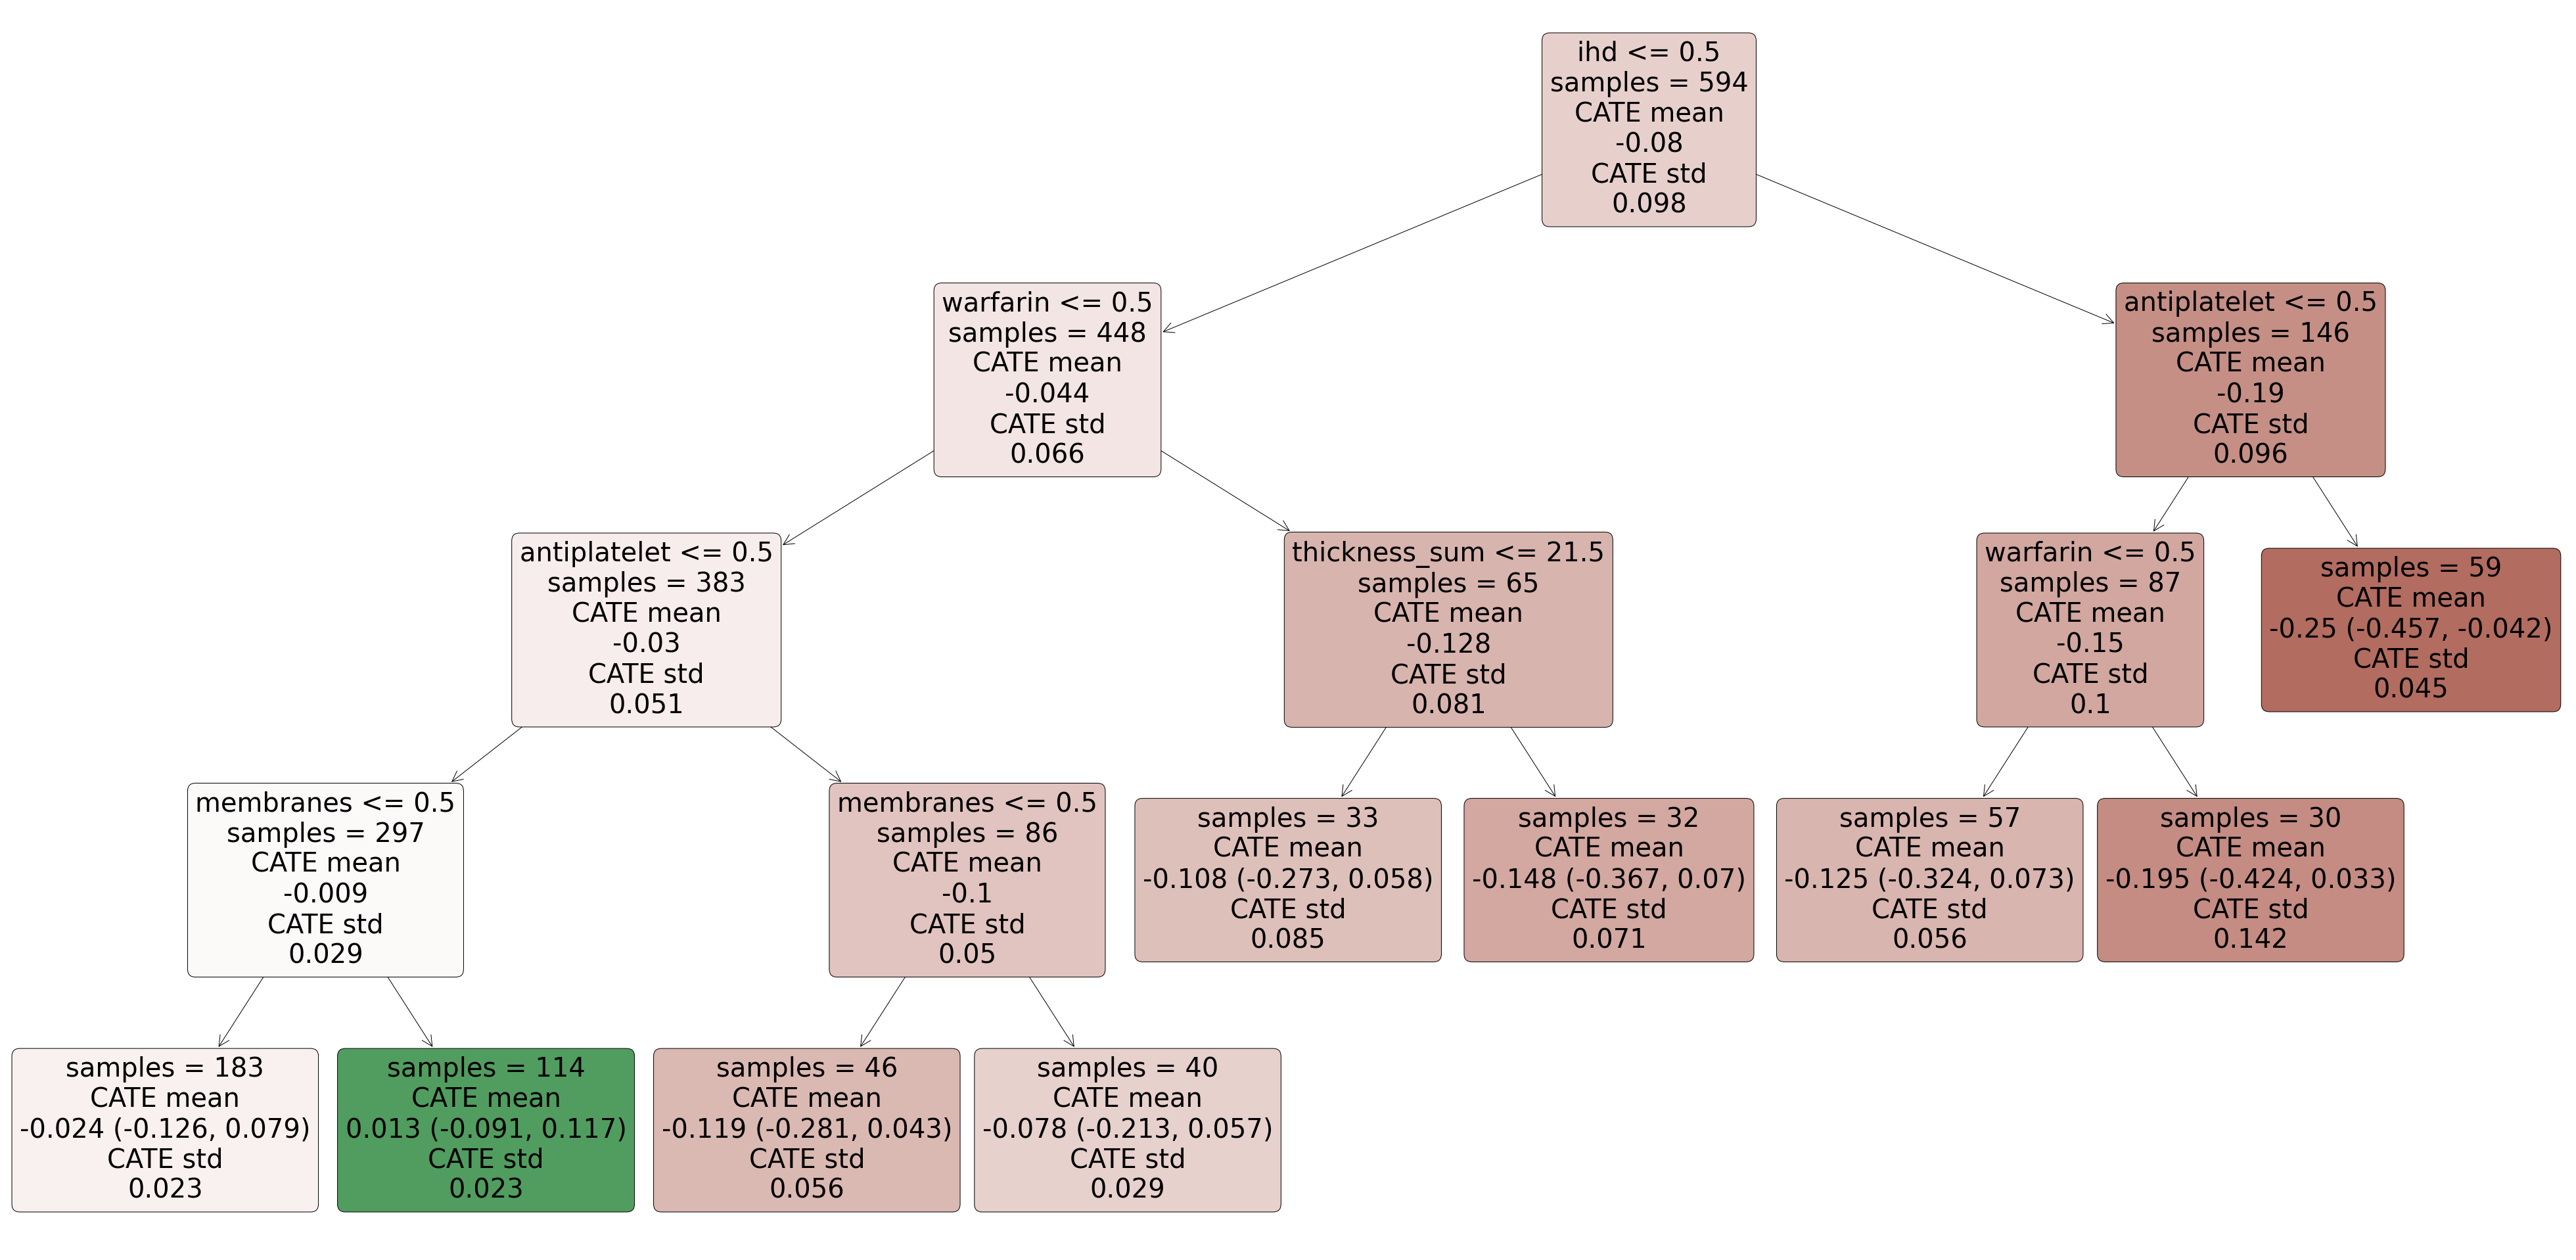 ihd <= 0.5
samples = 594
CATE mean
-0.08
CATE std
0.098
warfarin <= 0.5
samples = 448
CATE mean
-0.044
CATE std
0.066
antiplatelet <= 0.5
samples = 146
CATE mean
-0.19
CATE std
0.096
antiplatelet <= 0.5
samples = 383
CATE mean
-0.03
CATE std
0.051
thickness_sum <= 21.5
samples = 65
CATE mean
-0.128
CATE std
0.081
warfarin <= 0.5
samples = 87
CATE mean
-0.15
CATE std
0.1
samples = 59
CATE mean
-0.25 (-0.457, -0.042)
CATE std
0.045
membranes <= 0.5
samples = 297
CATE mean
-0.009
CATE std
0.029
membranes <= 0.5
samples = 86
CATE mean
-0.1
CATE std
0.05
samples = 33
CATE mean
-0.108 (-0.273, 0.058)
CATE std
0.085
samples = 32
CATE mean
-0.148 (-0.367, 0.07)
CATE std
0.071
samples = 57
CATE mean
-0.125 (-0.324, 0.073)
CATE std
0.056
samples = 30
CATE mean
-0.195 (-0.424, 0.033)
CATE std
0.142
samples = 183
CATE mean
-0.024 (-0.126, 0.079)
CATE std
0.023
samples = 114
CATE mean
0.013 (-0.091, 0.117)
CATE std
0.023
samples = 46
CATE mean
-0.119 (-0.281, 0.043)
CATE std
0.056
samples = 40
CATE mean
-0.078 (-0.213, 0.057)
CATE std
0.029